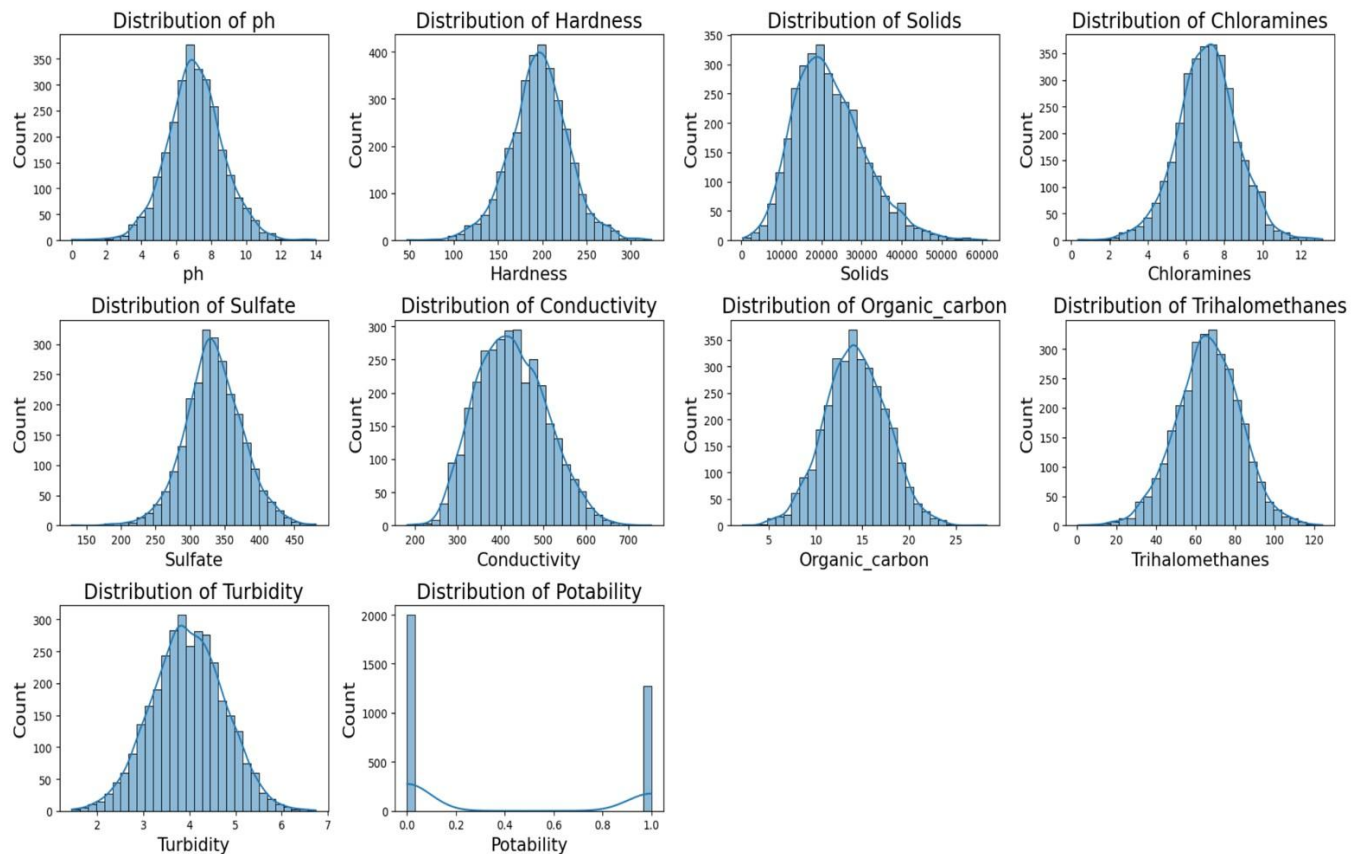 Distribution of ph
Distribution of Hardness
Distribution of Solids
Distribution of Chloramines
Count
350
300
250
200
150
100
50
0
0 2 4 6 8 10 12 14
ph
Count
400
300
200
100
0
50 100 150 200 250 300
Hardness
Count
350
300
250
200
150
100
50
0
0 10000 20000 30000 40000 50000 60000
Solids
Count
350
300
250
200
150
100
50
0
0 2 4 6 8 10 12
Chloramines
Distribution of Sulfate
Distribution of Conductivity
Distribution of Organic_carbon
Distribution of Trihalomethanes
Count
300
250
200
150
100
50
0
150 200 250 300 350 400 450
Sulfate
Count
300
250
200
150
100
50
0
200 300 400 500 600 700
Conductivity
Count
350
300
250
200
150
100
50
0
5 10 15 20 25
Organic_carbon
Count
300
250
200
150
100
50
0
0 20 40 60 80 100 120
Trihalomethanes
Distribution of Turbidity
Distribution of Potability
Count
300
250
200
150
100
50
0
2 3 4 5 6 7
Turbidity
Count
2000
1500
1000
500
0
0.0 0.2 0.4 0.6 0.8 1.0
Potability